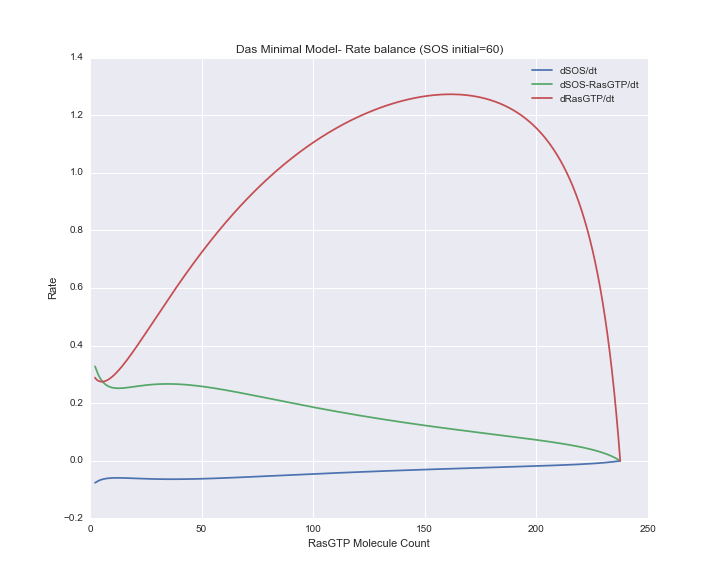 Das Minimal Model- Rate balance (SOS initial=60)
1.4
1.2
1.0
0.8
0.6
0.4
0.2
0.0
−0.2
Rate
dSOS/dt
dSOS-RasGTP/dt
dRasGTP/dt
0 50 100 150 200 250
RasGTP Molecule Count